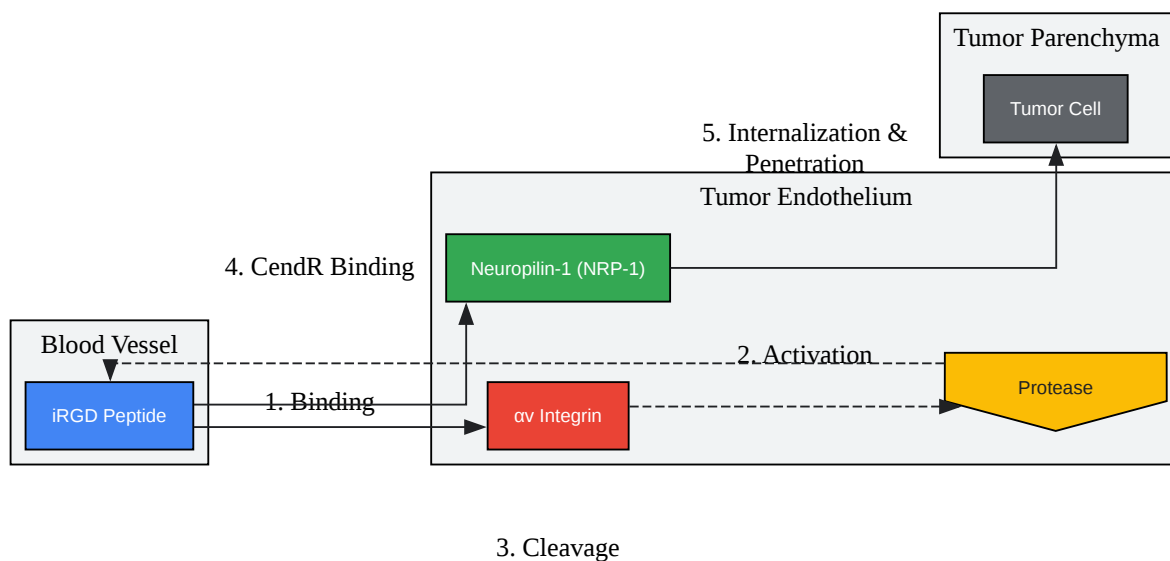 Tumor Parenchyma
Tumor Cell
5. Internalization &
Penetration
Tumor Endothelium
Neuropilin-1 (NRP-1)
4. CendR Binding
Blood Vessel
2. Activation
iRGD Peptide
1. Binding
αv Integrin
Protease
3. Cleavage